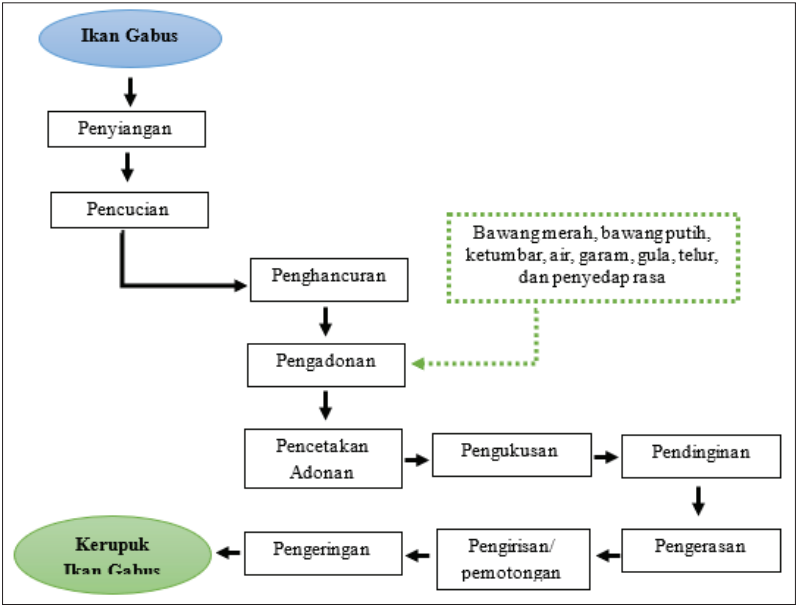 Ikan Gabus
Penyiangan
Pencucian
Penghancuran
Bawang merah, bawang putih,
ketumbar, air, garam, gula, telur,
dan penyedap rasa
Pengadonan
Pencetakan
Adonan
Pengukusan
Pendinginan
Pengerasan
Pengirisan/
pemotongan
Pengeringan
Kerupuk
Ikan Gabus